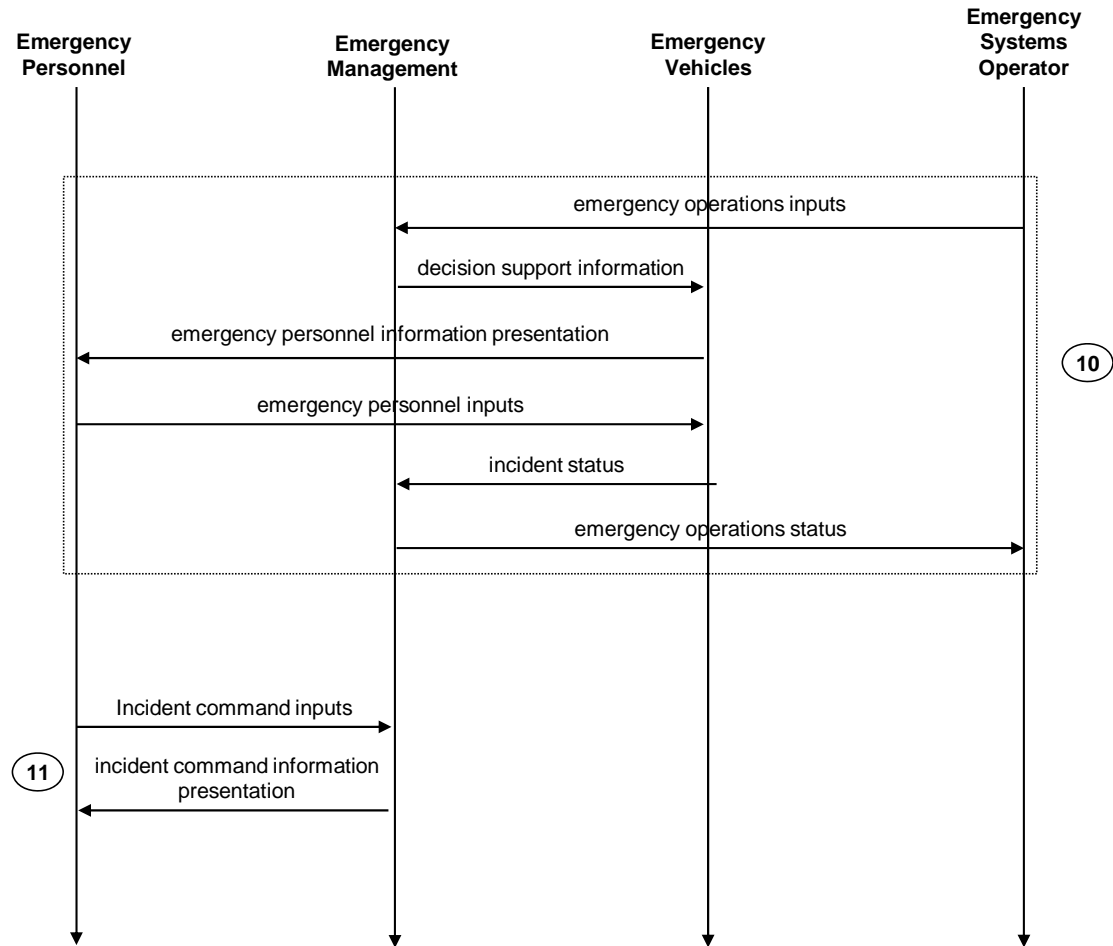 Emergency
Personnel
Emergency
Management
Emergency
Vehicles
Emergency
Systems
Operator
emergency operations inputs
decision support information
emergency personnel information presentation
10
emergency personnel inputs
incident status
emergency operations status
Incident command inputs
11
incident command information
presentation